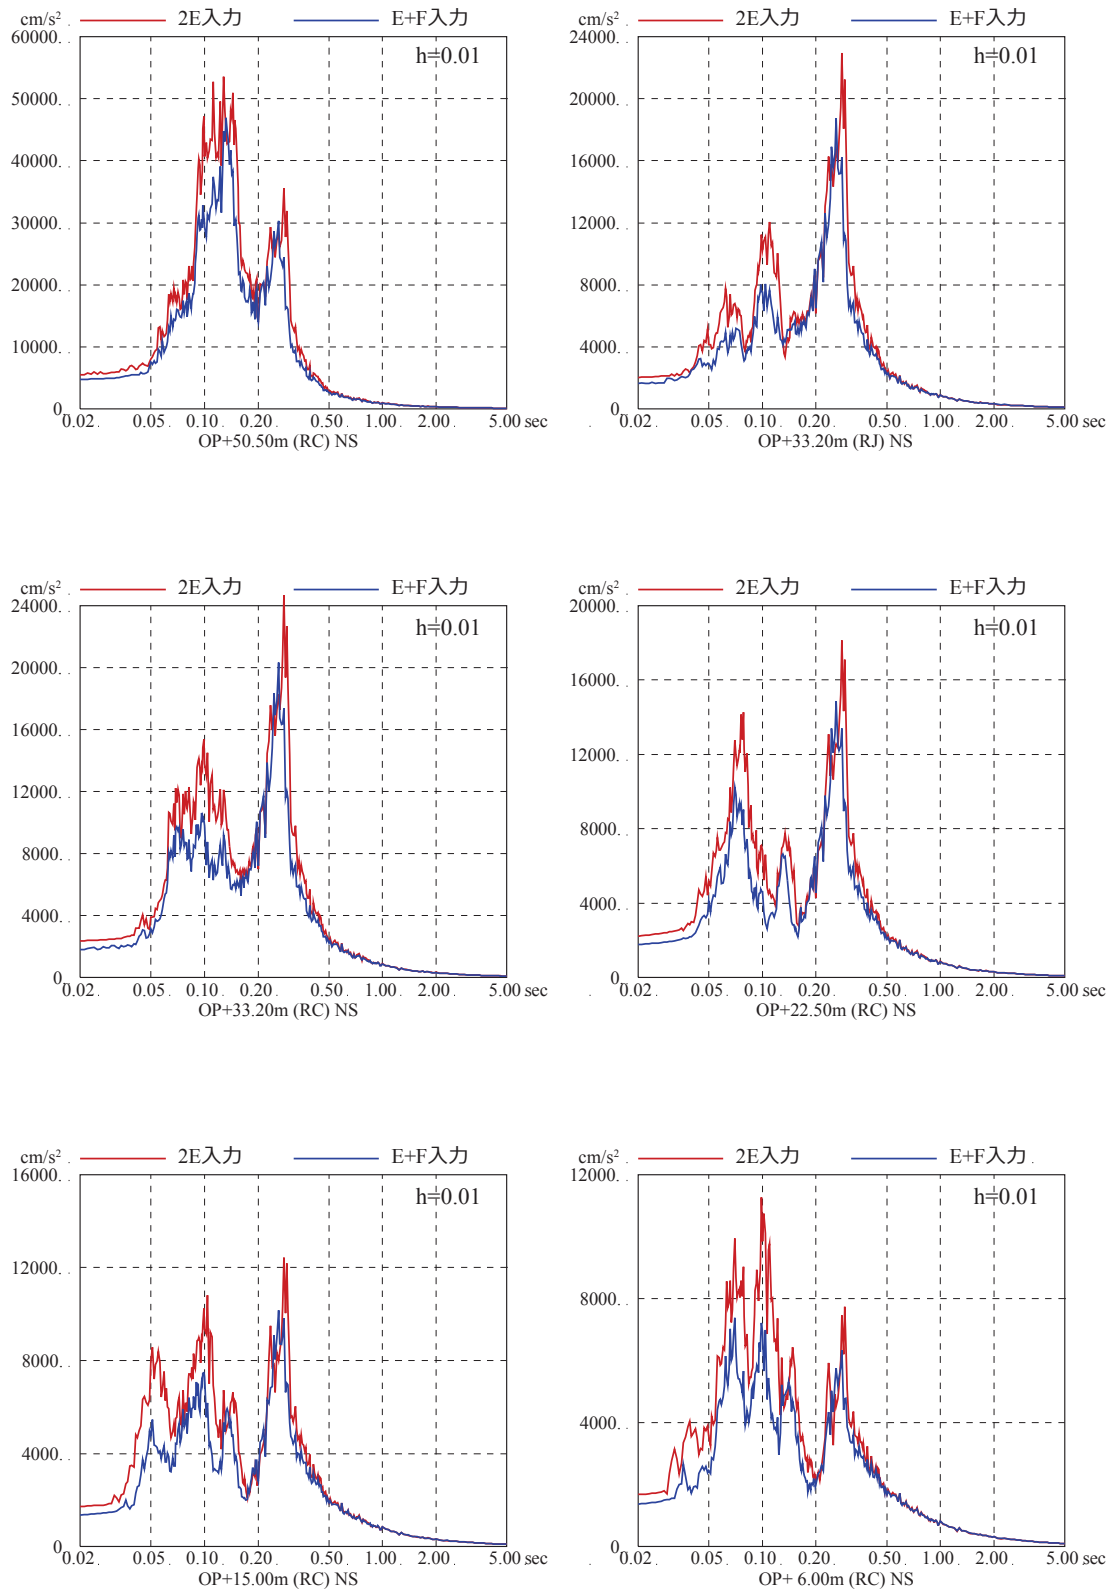 cm/s² 2E入力 E+F入力
60000.
h=0.01
50000.
40000.
30000.
20000.
10000.
0.
0.02 0.05 0.10 0.20 0.50 1.00 2.00 5.00 sec
OP+50.50m (RC) NS
2E入力 E+F入力
cm/s²
24000.
h=0.01
20000.
16000.
12000.
8000.
4000.
0.
0.02 0.05 0.10 0.20 0.50 1.00 2.00 5.00 sec
OP+33.20m (RJ) NS
cm/s² 2E入力 E+F入力
24000.
h=0.01
20000.
16000.
12000.
8000.
4000.
0.
0.02 0.05 0.10 0.20 0.50 1.00 2.00 5.00 sec
OP+33.20m (RC) NS
cm/s² 2E入力 E+F入力
20000.
h=0.01
16000.
12000.
8000.
4000.
0.
0.02 0.05 0.10 0.20 0.50 1.00 2.00 5.00 sec
OP+22.50m (RC) NS
cm/s² 2E入力 E+F入力
16000.
h=0.01
12000.
8000.
4000.
0.
0.02 0.05 0.10 0.20 0.50 1.00 2.00 5.00 sec
OP+15.00m (RC) NS
cm/s² 2E入力 E+F入力
12000.
h=0.01
8000.
4000.
0.
0.02 0.05 0.10 0.20 0.50 1.00 2.00 5.00 sec
OP+ 6.00m (RC) NS